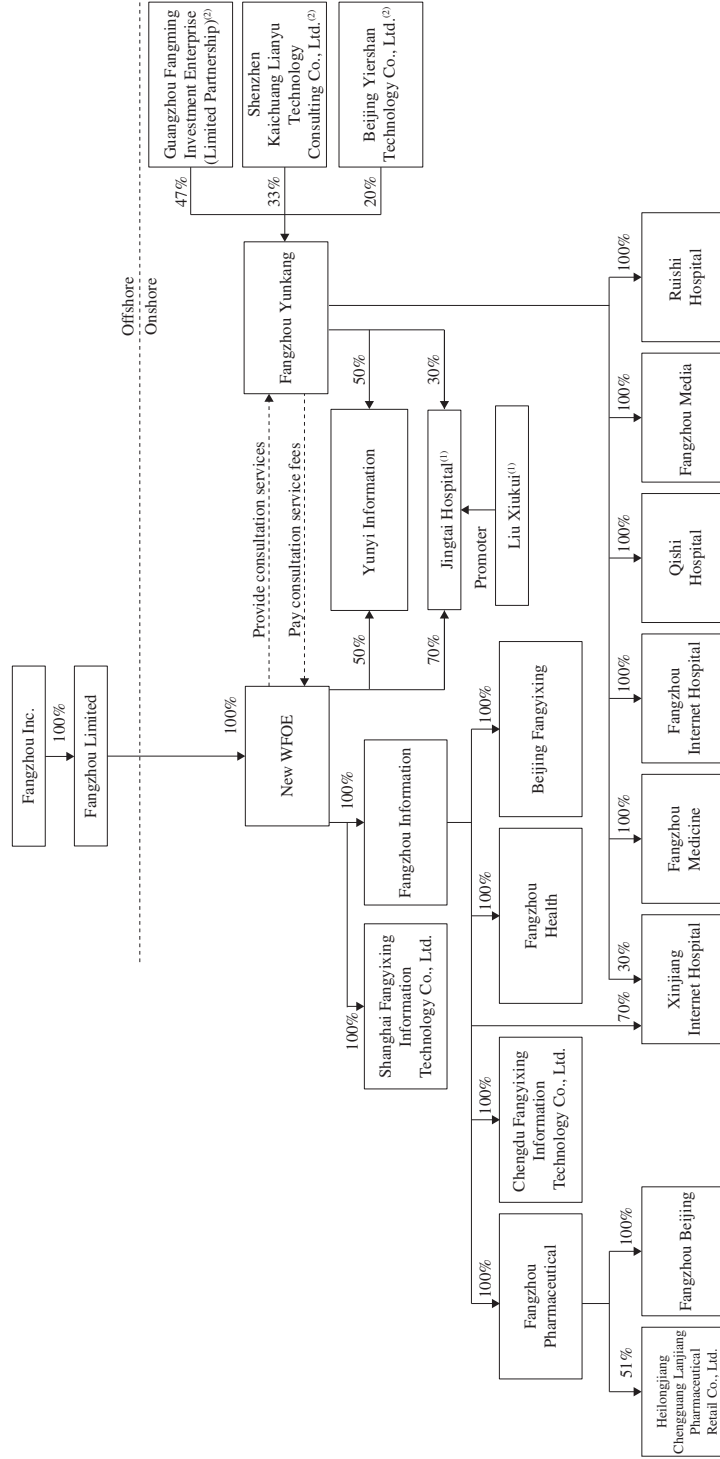 Fangzhou Inc.
100%
Fangzhou Limited
Offshore
Onshore
100%
New WFOE
Provide consultation services
Pay consultation service fees
Fangzhou Yunkang
47%
33%
20%
Guangzhou Fangming
Investment Enterprise
(Limited Partnership)(2)
Shenzhen
Kaichuang Lianyu
Technology
Consulting Co., Ltd.(2)
Beijing Yiershan
Technology Co., Ltd.(2)
100%
100%
50%
50%
70%
30%
Shanghai Fangyixing
Information
Technology Co., Ltd.
Fangzhou Information
Yunyi Information
Jingtai Hospital(1)
Promoter
Liu Xiukui(1)
100%
100%
100%
100%
Fangzhou
Pharmaceutical
Chengdu Fangyixing
Information
Technology Co., Ltd.
Fangzhou
Health
Beijing Fangyixing
51%
100%
70%
30%
100%
100%
100%
100%
100%
Heilongjiang
Chengguang Lanjiang
Pharmaceutical
Retail Co., Ltd.
Fangzhou Beijing
Xinjiang
Internet Hospital
Fangzhou
Medicine
Fangzhou
Internet Hospital
Qishi
Hospital
Fangzhou Media
Ruishi
Hospital